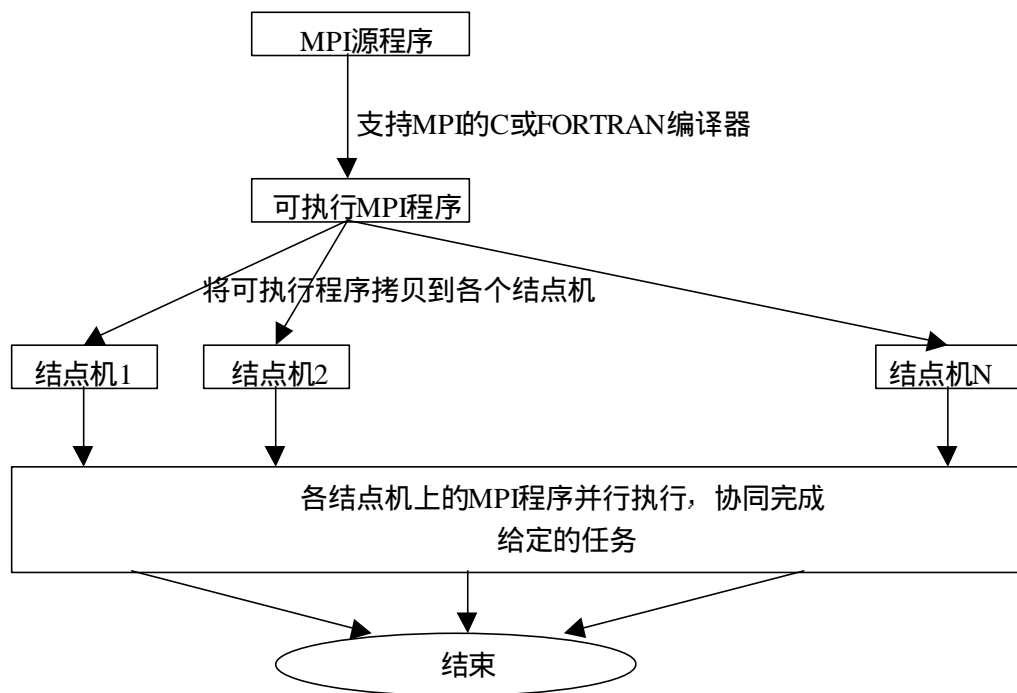 MPI源程序
支持MPI的C或FORTRAN编译器
可执行MPI程序
将可执行程序拷贝到各个结点机
结点机1
结点机2
结点机N
各结点机上的MPI程序并行执行，协同完成
给定的任务
结束